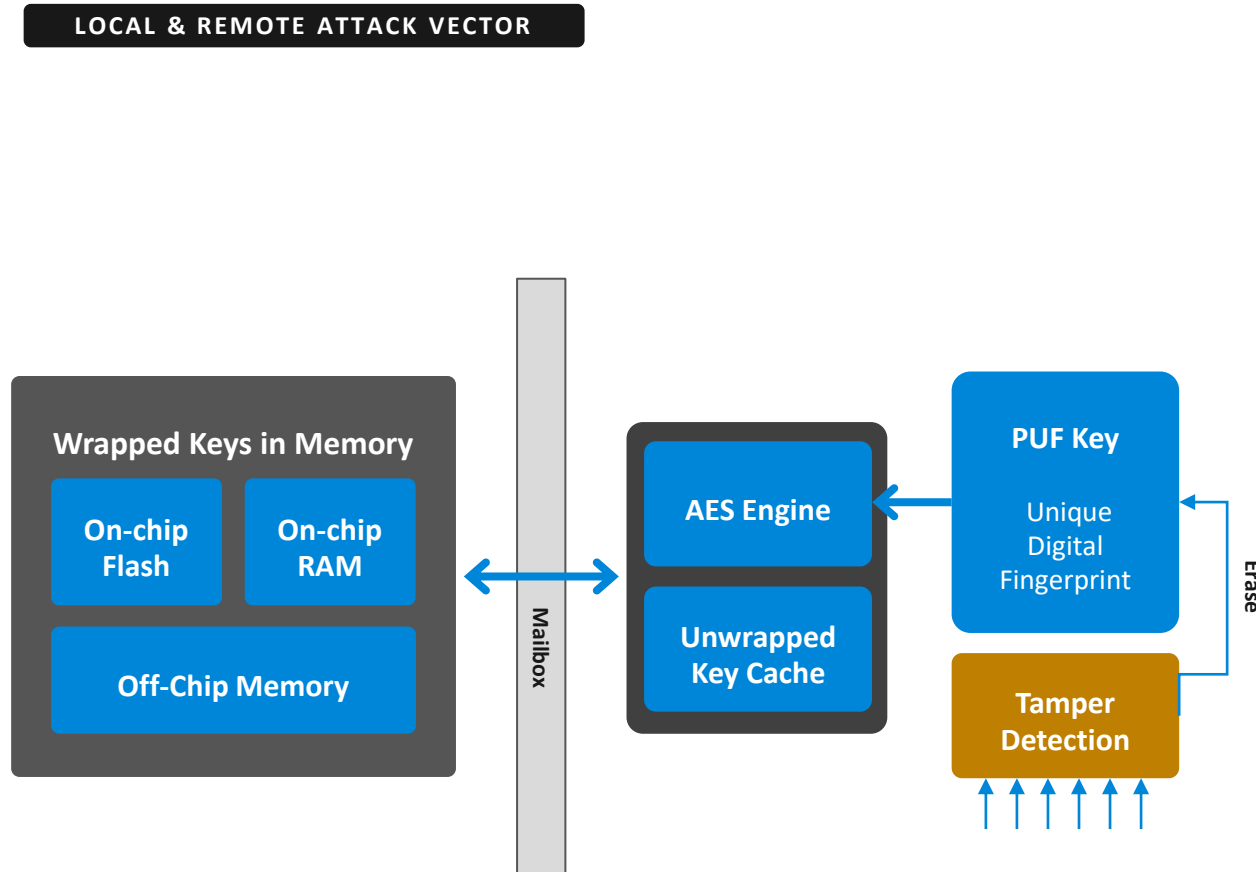 LOCAL & REMOTE ATTACK VECTOR
Wrapped Keys in Memory
On-chip
Flash
On-chip
RAM
Off-Chip Memory
Mailbox
AES Engine
Unwrapped
Key Cache
PUF Key
Unique
Digital
Fingerprint
Erase
Tamper
Detection